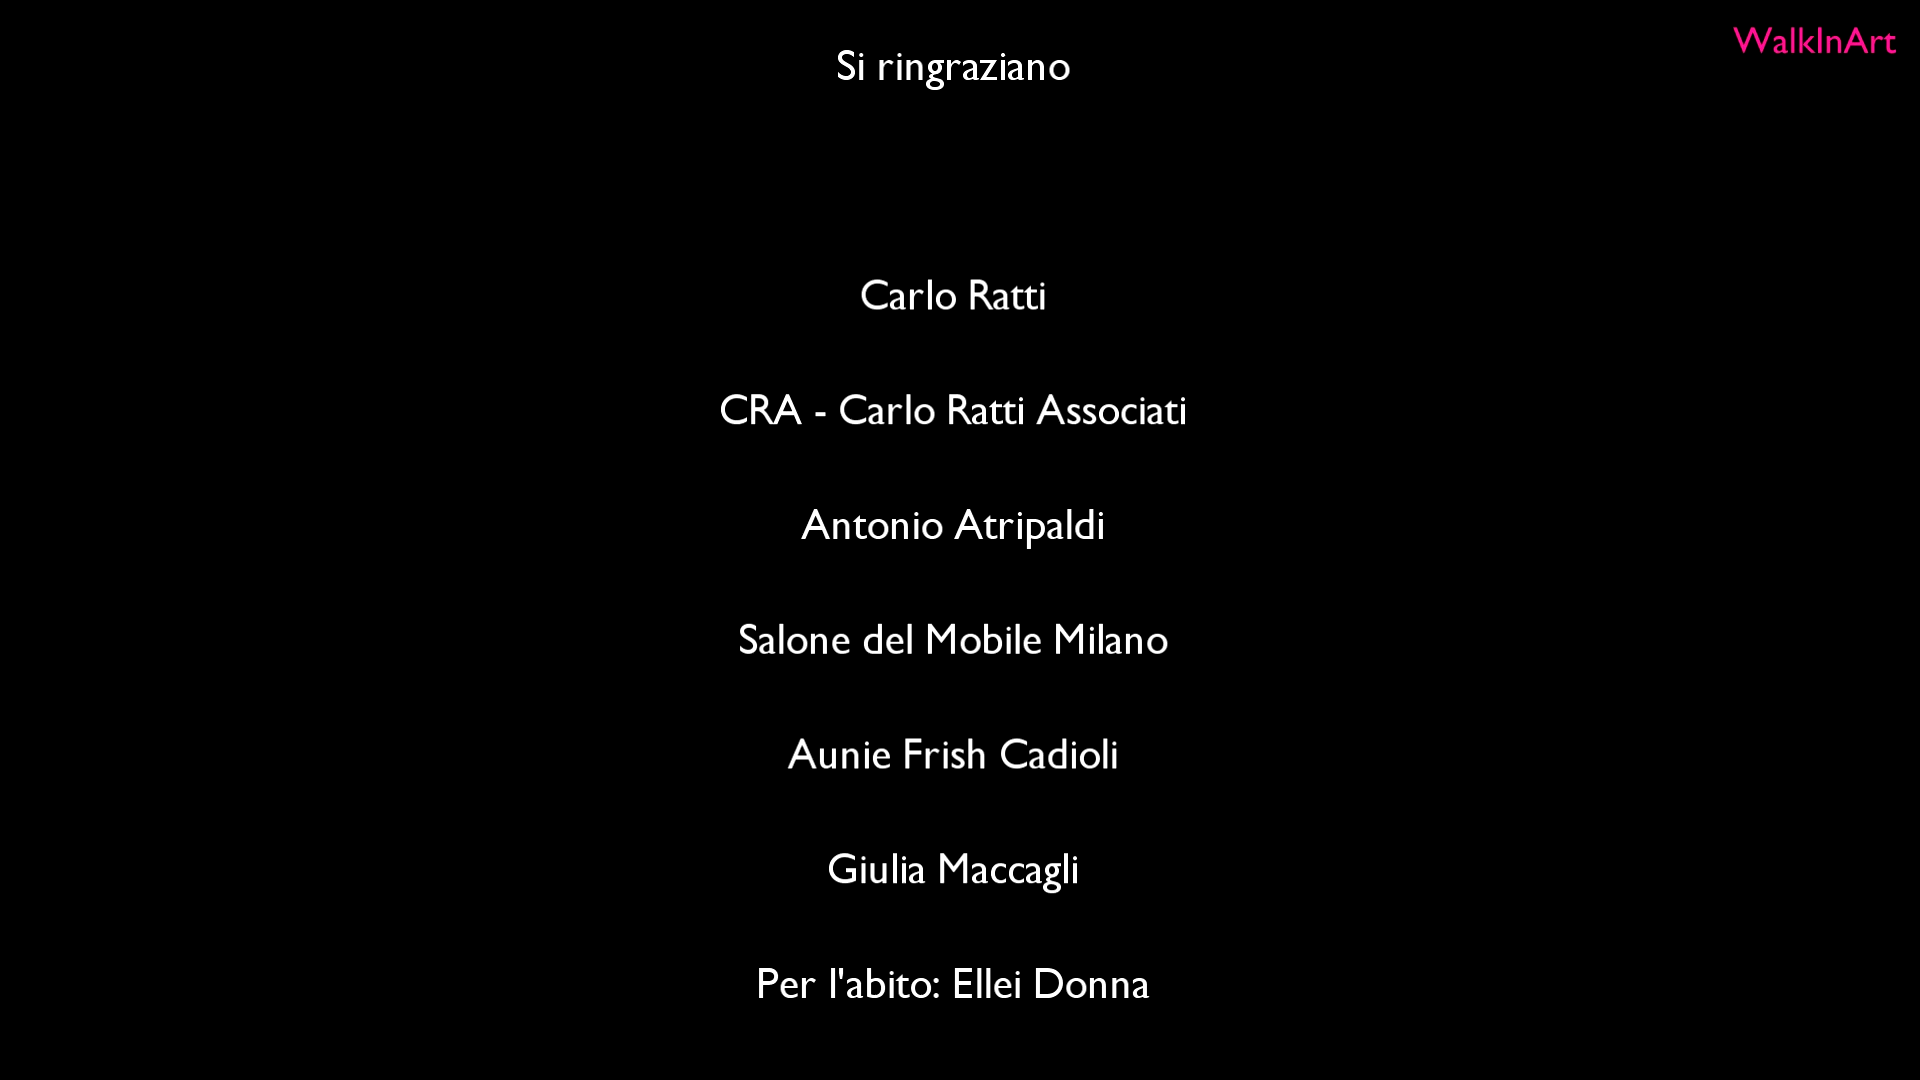 WalkInArt
Si ringraziano
Carlo Ratti
CRA - Carlo Ratti Associati
Antonio Atripaldi
Salone del Mobile Milano
Aunie Frish Cadioli
Giulia Maccagli
Per l'abito: Ellei Donna